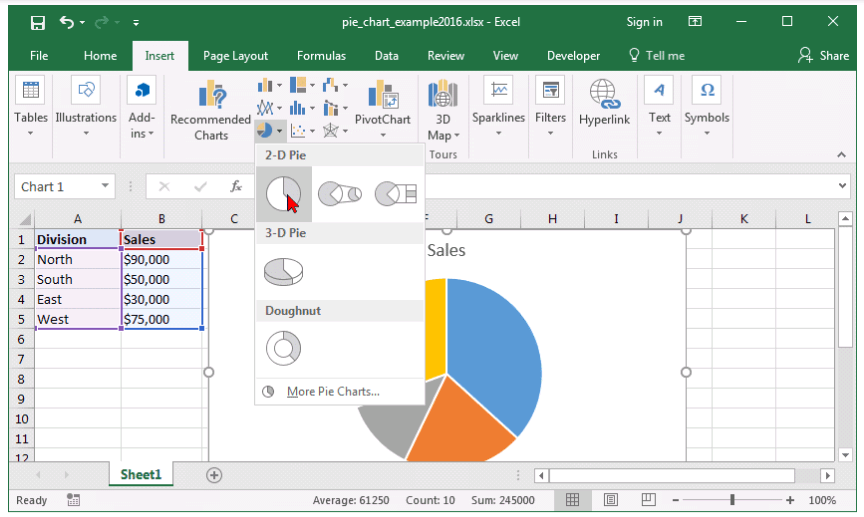 pie_chart_example2016.xlsx - Excel
Sign in
File Home Insert Page Layout Formulas Data Review View Developer Tell me Share
Tables Illustrations Add-ins Recommended Charts PivotChart 3D Map Sparklines Filters Hyperlink Text Symbols
Tours Links
2-D Pie
Chart 1 fx
A B C F G H I J K L
3-D Pie
1 Division Sales
Sales
2 North $90,000
3 South $50,000
4 East $30,000
Doughnut
5 West $75,000
6
7
8
More Pie Charts...
9
10
11
12
Sheet1
Ready Average: 61250 Count: 10 Sum: 245000 - + 100%